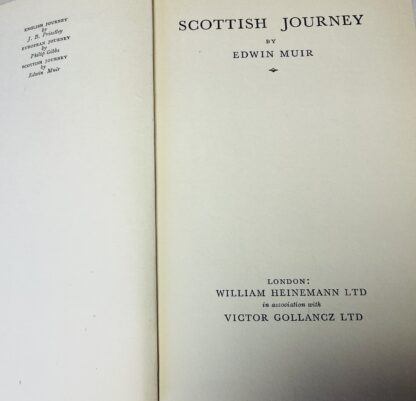 ENGLISH JOURNEY
by
J. B. Priestley
EUROPEAN JOURNEY
by
Philip Gibbs
SCOTTISH JOURNEY
by
Edwin Muir
SCOTTISH JOURNEY
BY
EDWIN MUIR
LONDON:
WILLIAM HEINEMANN LTD
in association with
VICTOR GOLLANCZ LTD